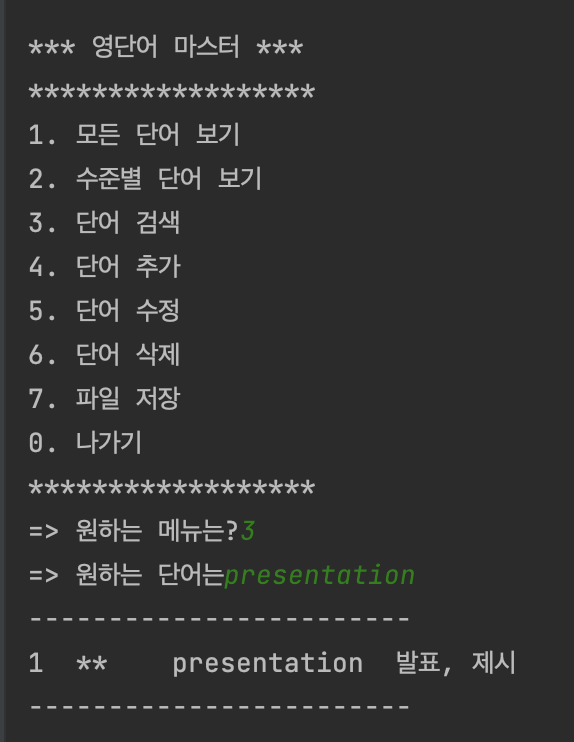 *** 영단어 마스터 ***
******************
1. 모든 단어 보기
2. 수준별 단어 보기
3. 단어 검색
4. 단어 추가
5. 단어 수정
6. 단어 삭제
7. 파일 저장
0. 나가기
******************
=> 원하는 메뉴는?3
=> 원하는 단어는presentation
------------------------
1  **    presentation  발표, 제시
------------------------